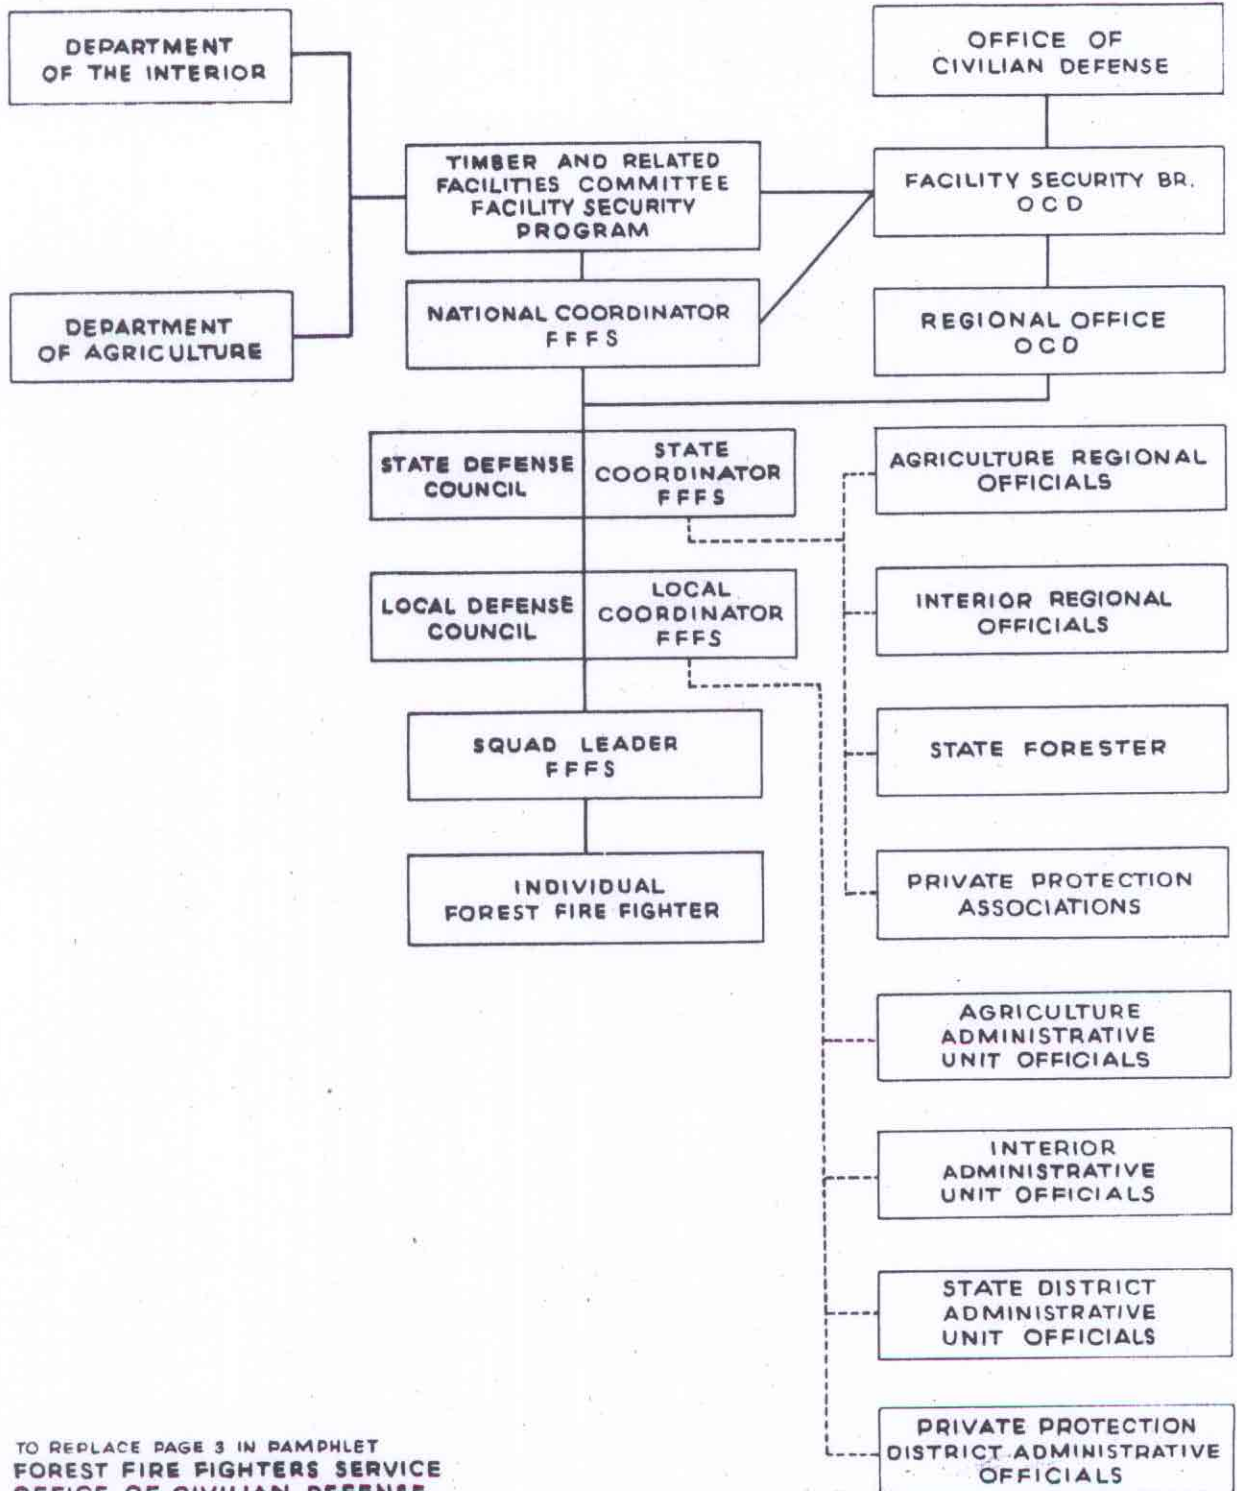 DEPARTMENT
OF THE INTERIOR
OFFICE OF
CIVILIAN DEFENSE
TIMBER AND RELATED
FACILITIES COMMITTEE
FACILITY SECURITY
PROGRAM
FACILITY SECURITY BR.
OCD
DEPARTMENT
OF AGRICULTURE
NATIONAL COORDINATOR
FFFS
REGIONAL OFFICE
OCD
STATE DEFENSE
COUNCIL
STATE
COORDINATOR
FFFS
AGRICULTURE REGIONAL
OFFICIALS
LOCAL DEFENSE
COUNCIL
LOCAL
COORDINATOR
FFFS
INTERIOR REGIONAL
OFFICIALS
SQUAD LEADER
FFFS
STATE FORESTER
INDIVIDUAL
FOREST FIRE FIGHTER
PRIVATE PROTECTION
ASSOCIATIONS
AGRICULTURE
ADMINISTRATIVE
UNIT OFFICIALS
INTERIOR
ADMINISTRATIVE
UNIT OFFICIALS
STATE DISTRICT
ADMINISTRATIVE
UNIT OFFICIALS
PRIVATE PROTECTION
DISTRICT ADMINISTRATIVE
OFFICIALS
TO REPLACE PAGE 3 IN PAMPHLET
FOREST FIRE FIGHTERS SERVICE
OFFICE OF CIVILIAN DEFENSE